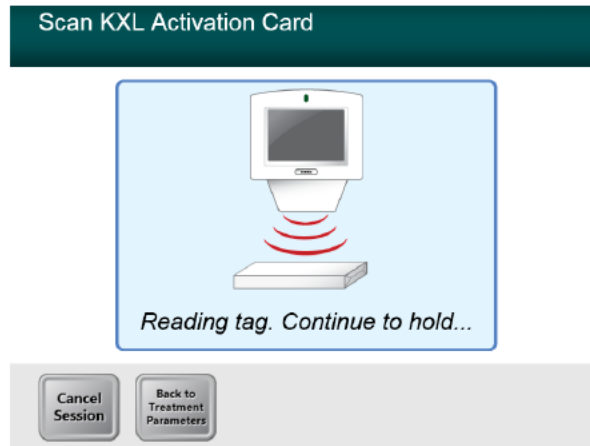 Scan KXL Activation Card
Reading tag. Continue to hold...
Cancel
Session
Back to
Treatment
Parameters